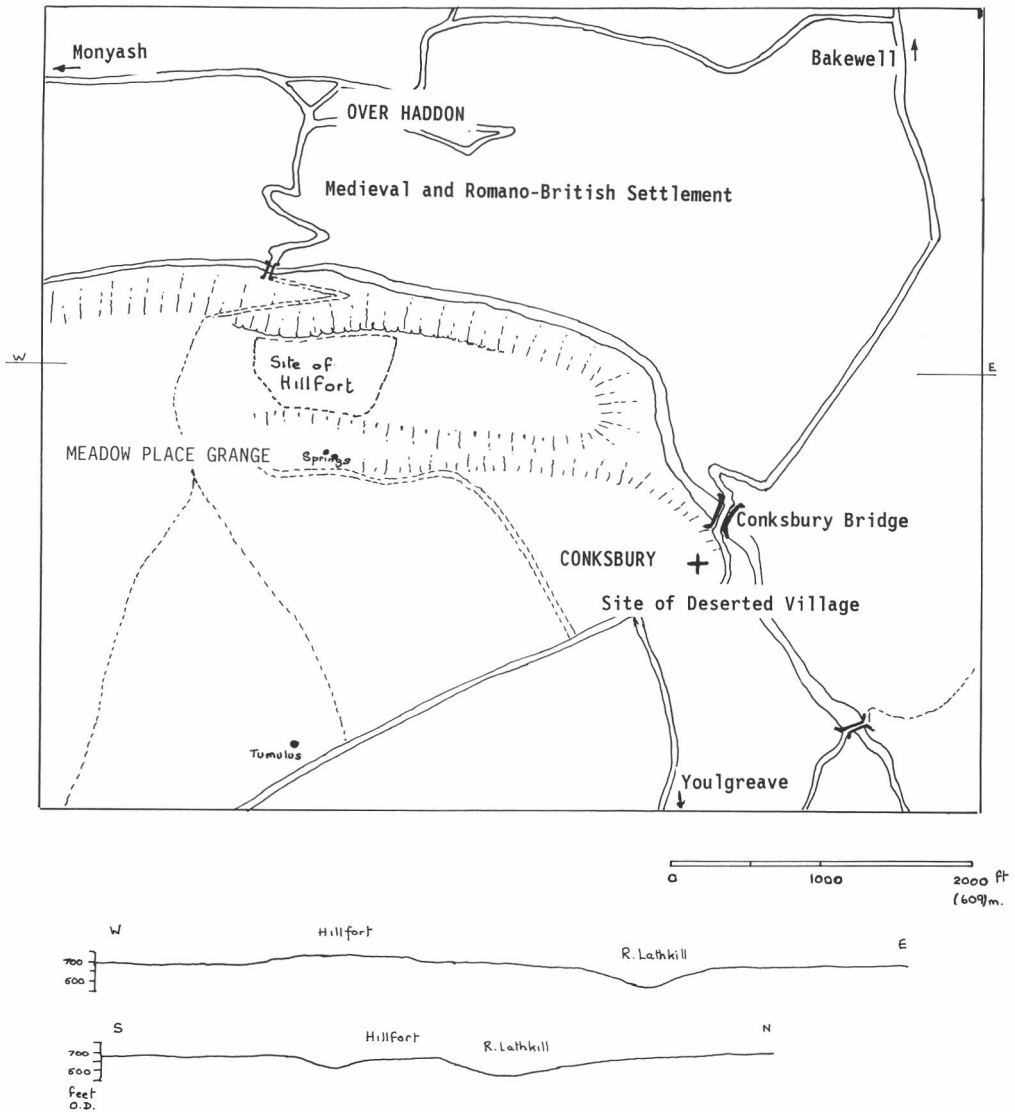 Monyash
Bakewell
OVER HADDON
Medieval and Romano-British Settlement
W
E
Site of
Hillfort
MEADOW PLACE GRANGE
Springs
Conksbury Bridge
CONKSBURY
Site of Deserted Village
Tumulus
Youlgreave
0 1000 2000 ft
(609)m.
W Hillfort E
R. Lathkill
700
600
S N
Hillfort R. Lathkill
700
600
feet
O.D.